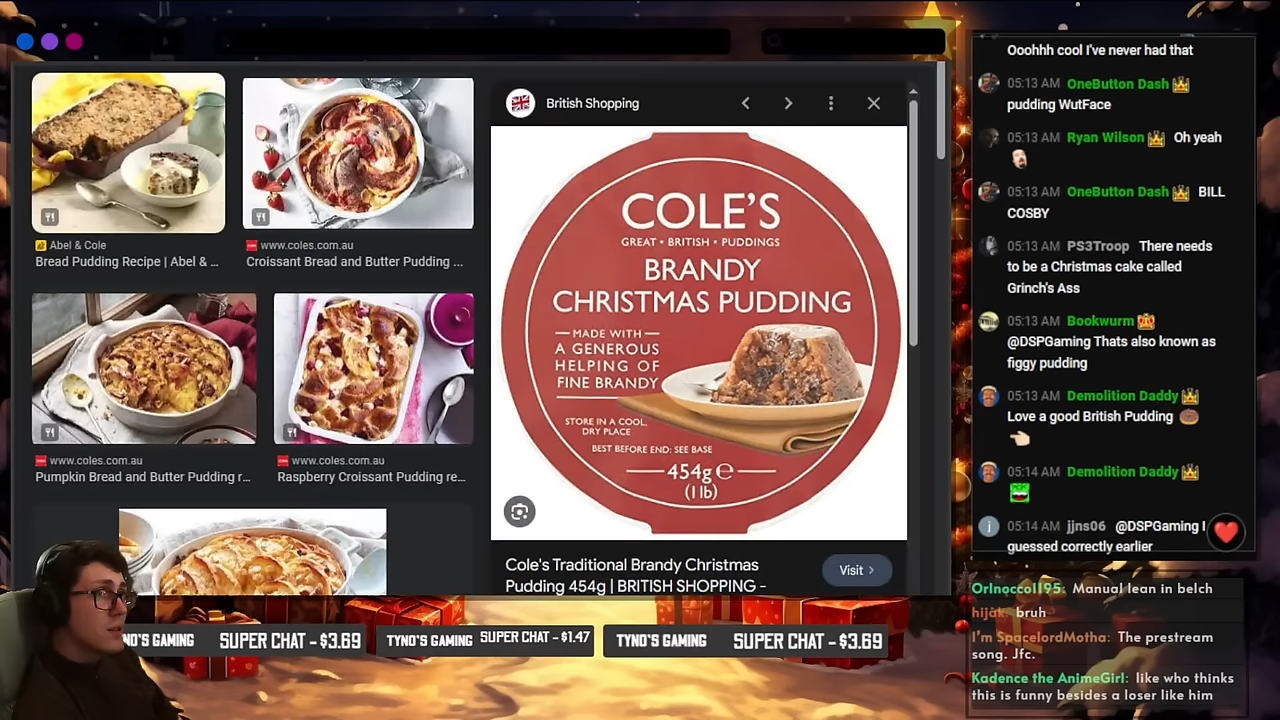 Abel & Cole
Bread Pudding Recipe | Abel & ...
www.coles.com.au
Croissant Bread and Butter Pudding ...
www.coles.com.au
Pumpkin Bread and Butter Pudding r...
www.coles.com.au
Raspberry Croissant Pudding re...
British Shopping
COLE'S
GREAT • BRITISH • PUDDINGS
BRANDY
CHRISTMAS PUDDING
MADE WITH
A GENEROUS
HELPING OF
FINE BRANDY
STORE IN A COOL,
DRY PLACE
BEST BEFORE END: SEE BASE
454g ℮
(1 lb)
Cole's Traditional Brandy Christmas
Pudding 454g | BRITISH SHOPPING -
Visit
Ooohhh cool I've never had that
05:13 AM OneButton Dash
pudding WutFace
05:13 AM Ryan Wilson Oh yeah
05:13 AM OneButton Dash BILL
COSBY
05:13 AM PS3Troop There needs
to be a Christmas cake called
Grinch's Ass
05:13 AM Bookwurm
@DSPGaming Thats also known as
figgy pudding
05:13 AM Demolition Daddy
Love a good British Pudding
05:14 AM Demolition Daddy
05:14 AM jjns06 @DSPGaming I
guessed correctly earlier
NO'S GAMING SUPER CHAT - $3.69
TYNO'S GAMING SUPER CHAT - $1.47
TYNO'S GAMING SUPER CHAT - $3.69
Manual lean in belch
hijak: bruh
I'm SpacelordMotha: The prestream
song. Jfc.
Kadence the AnimeGirl: like who thinks
this is funny besides a loser like him